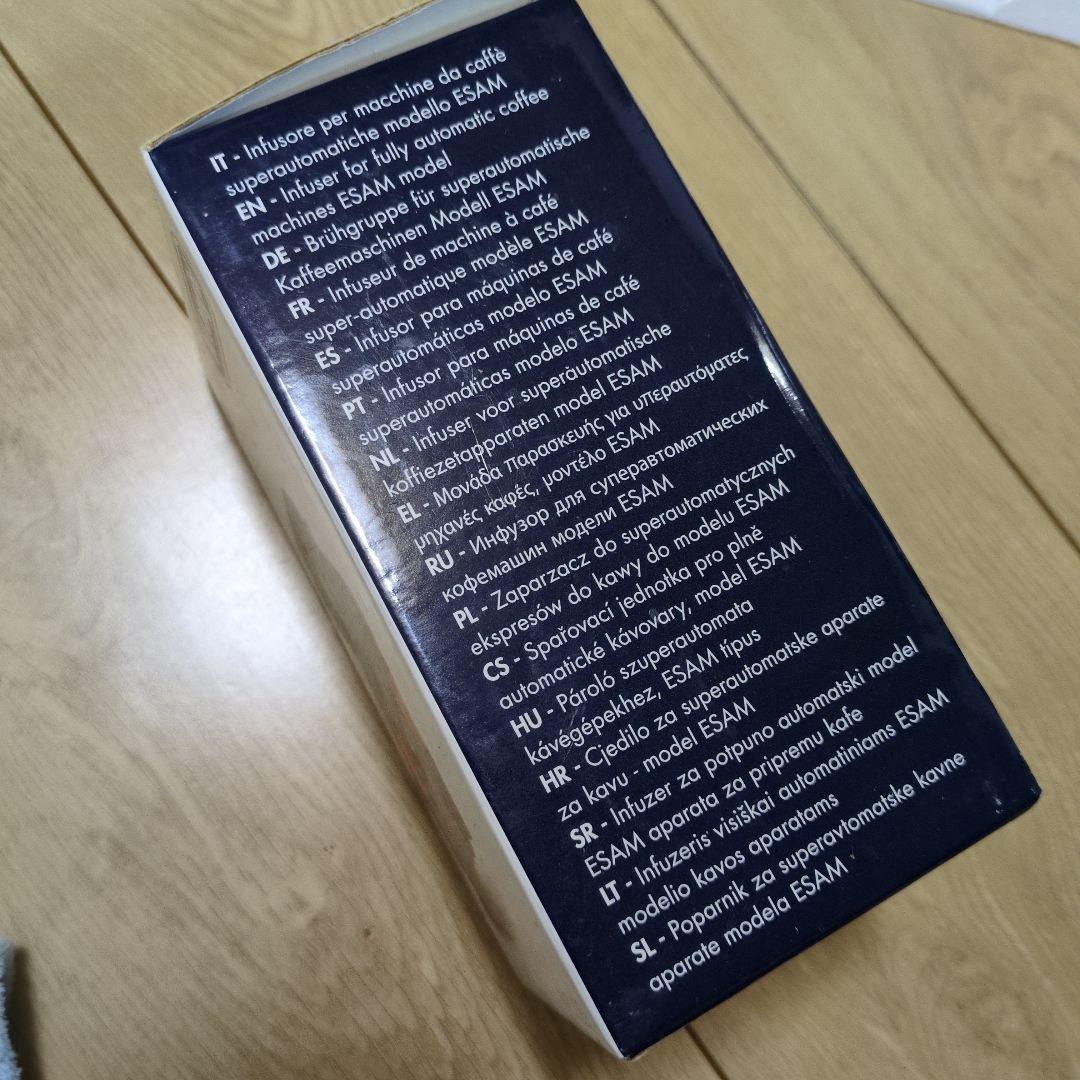 IT - Infusore per macchine da caffè
superautomatiche modello ESAM
EN - Infuser for fully automatic coffee
machines ESAM model
DE - Brühgruppe für superautomatische
Kaffeemaschinen Modell ESAM
FR - Infuseur de machine à café
super-automatique modèle ESAM
ES - Infusor para máquinas de café
superautomáticas modelo ESAM
PT - Infusor para máquinas de café
superautomáticas modelo ESAM
NL - Infuser voor superautomatische
koffiezetapparaten model ESAM
EL - Μονάδα παρασκευής για υπεραυτόματες
μηχανές καφές, μοντέλο ESAM
RU - Инфузор для суперавтоматических
кофемашин модели ESAM
PL - Zaparzacz do superautomatycznych
ekspresów do kawy do modelu ESAM
CS - Spařovací jednotka pro plně
automatické kávovary, model ESAM
HU - Pároló szuperautomata
kávégépekhez, ESAM típus
HR - Cjedilo za superautomatske aparate
za kavu - model ESAM
SR - Infuzer za potpuno automatski model
ESAM aparata za pripremu kafe
LT - Infuzeris visiškai automatiniams ESAM
modelio kavos aparatams
SL - Poparnik za superavtomatske kavne
aparate modela ESAM